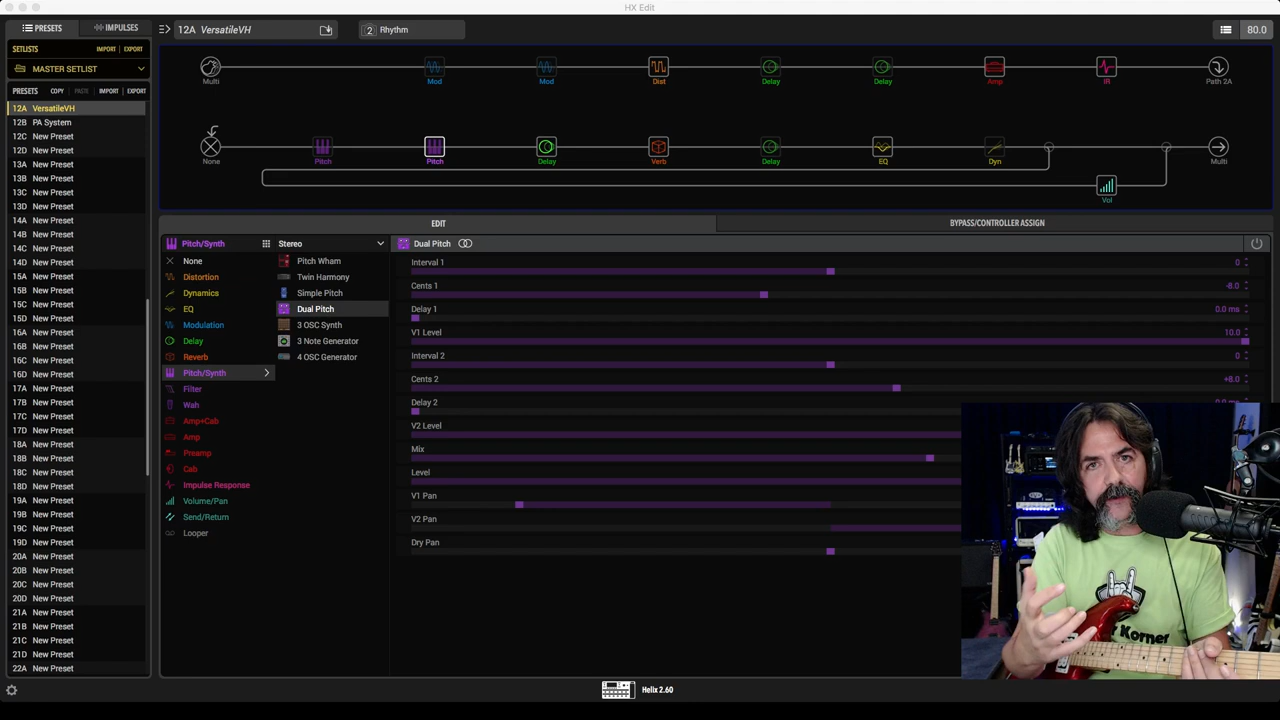 HX Edit
PRESETS
IMPULSES
12A VersatileVH
2 Rhythm
80.0
SETLISTS
IMPORT
EXPORT
MASTER SETLIST
PRESETS
COPY
PASTE
IMPORT
EXPORT
12A VersatileVH
12B PA System
12C New Preset
12D New Preset
13A New Preset
13B New Preset
13C New Preset
13D New Preset
14A New Preset
14B New Preset
14C New Preset
14D New Preset
15A New Preset
15B New Preset
15C New Preset
15D New Preset
16A New Preset
16B New Preset
16C New Preset
16D New Preset
17A New Preset
17B New Preset
17C New Preset
17D New Preset
18A New Preset
18B New Preset
18C New Preset
18D New Preset
19A New Preset
19B New Preset
19C New Preset
19D New Preset
20A New Preset
20B New Preset
20C New Preset
20D New Preset
21A New Preset
21B New Preset
21C New Preset
21D New Preset
22A New Preset
Multi
Mod
Mod
Dist
Delay
Delay
Amp
IR
Path 2A
None
Pitch
Pitch
Delay
Verb
Delay
EQ
Dyn
Multi
Vol
EDIT
BYPASS/CONTROLLER ASSIGN
Pitch/Synth
None
Distortion
Dynamics
EQ
Modulation
Delay
Reverb
Pitch/Synth
Filter
Wah
Amp+Cab
Amp
Preamp
Cab
Impulse Response
Volume/Pan
Send/Return
Looper
Stereo
Pitch Wham
Twin Harmony
Simple Pitch
Dual Pitch
3 OSC Synth
3 Note Generator
4 OSC Generator
Dual Pitch
Interval 1 0
Cents 1 -8.0
Delay 1 0.0 ms
V1 Level 10.0
Interval 2 0
Cents 2 +8.0
Delay 2
V2 Level
Mix
Level
V1 Pan
V2 Pan
Dry Pan
Korner
Helix 2.60